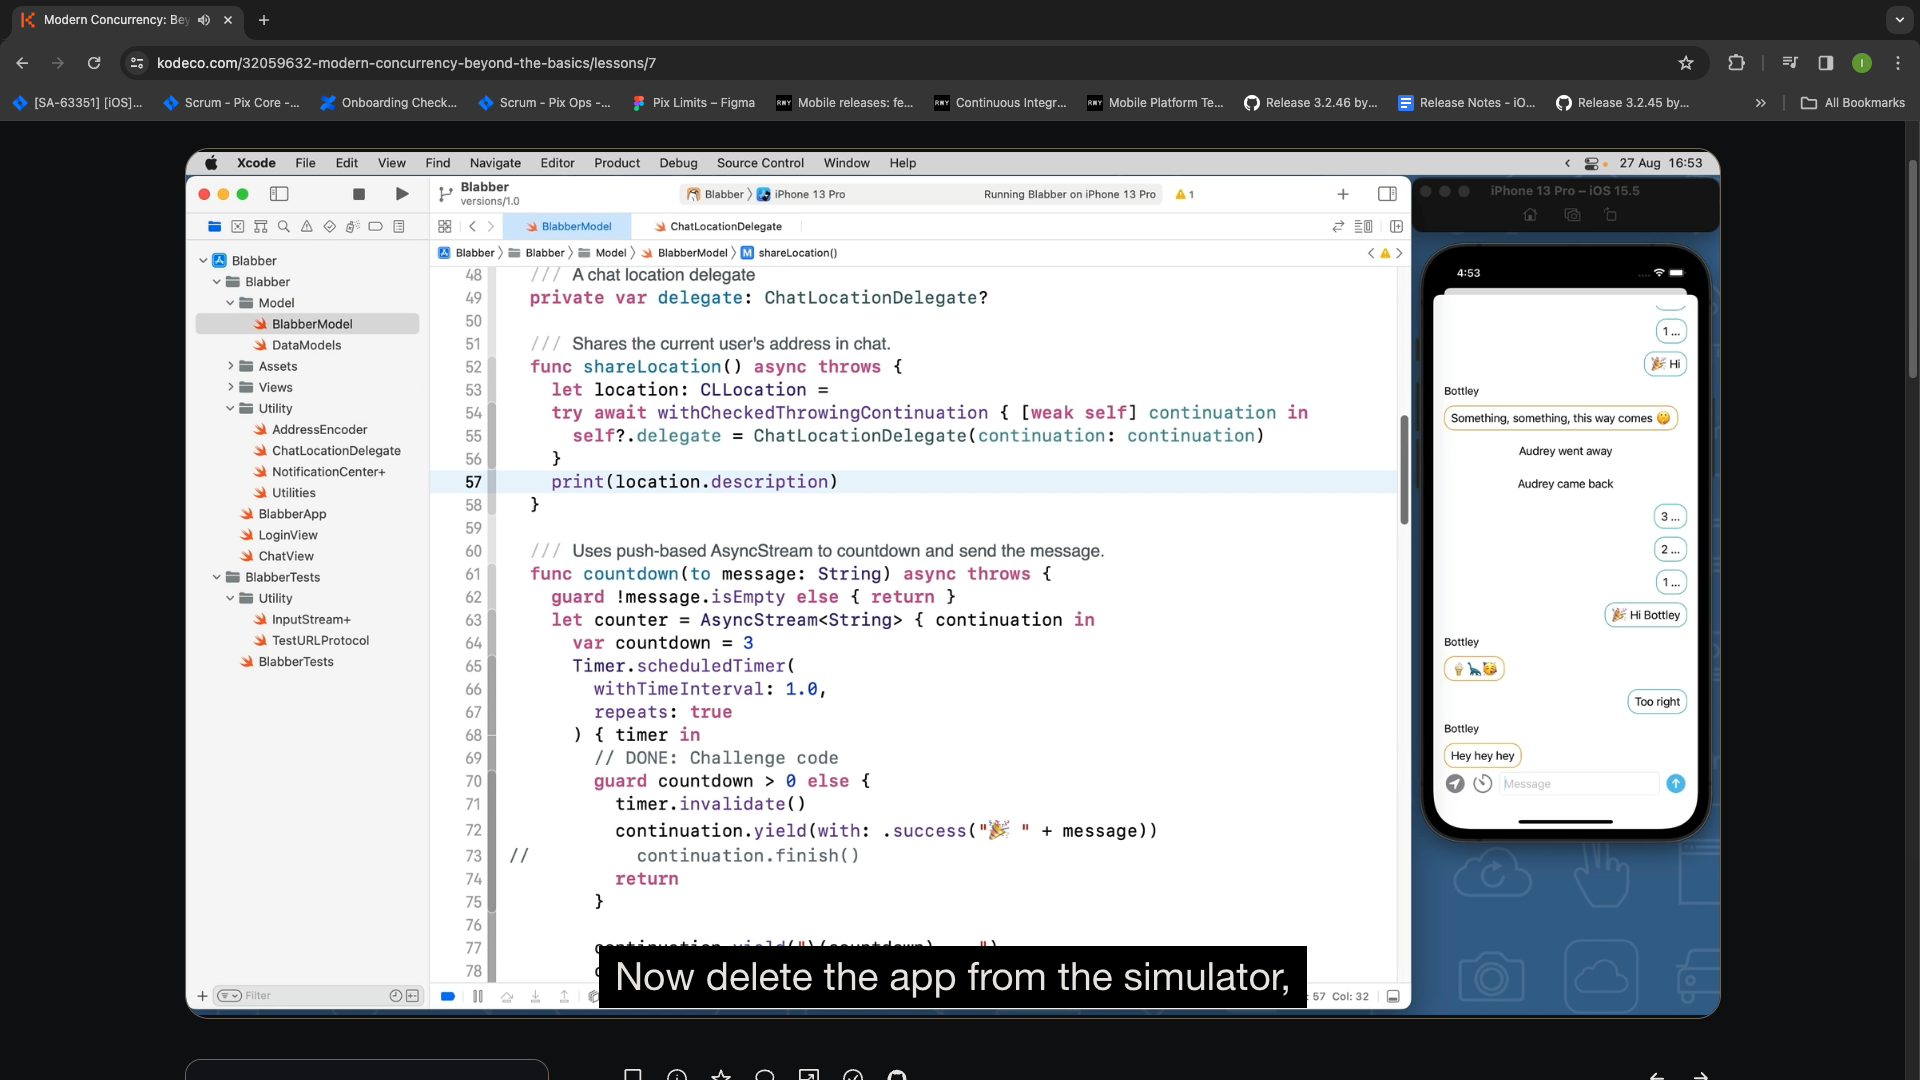 Modern Concurrency: Bey
kodeco.com/32059632-modern-concurrency-beyond-the-basics/lessons/7
[SA-63351] [iOS]...
Scrum - Pix Core -...
Onboarding Check...
Scrum - Pix Ops -...
Pix Limits – Figma
Mobile releases: fe...
Continuous Integr...
Mobile Platform Te...
Release 3.2.46 by...
Release Notes - iO...
Release 3.2.45 by...
All Bookmarks
Xcode File Edit View Find Navigate Editor Product Debug Source Control Window Help
27 Aug 16:53
Blabber
versions/1.0
Blabber
iPhone 13 Pro
Running Blabber on iPhone 13 Pro
1
BlabberModel
ChatLocationDelegate
Blabber
Blabber
Model
BlabberModel
shareLocation()
Blabber
Blabber
Model
BlabberModel
DataModels
Assets
Views
Utility
AddressEncoder
ChatLocationDelegate
NotificationCenter+
Utilities
BlabberApp
LoginView
ChatView
BlabberTests
Utility
InputStream+
TestURLProtocol
BlabberTests
Filter
48 /// A chat location delegate
49 private var delegate: ChatLocationDelegate?
50
51 /// Shares the current user's address in chat.
52 func shareLocation() async throws {
53 let location: CLLocation =
54 try await withCheckedThrowingContinuation { [weak self] continuation in
55 self?.delegate = ChatLocationDelegate(continuation: continuation)
56 }
57 print(location.description)
58 }
59
60 /// Uses push-based AsyncStream to countdown and send the message.
61 func countdown(to message: String) async throws {
62 guard !message.isEmpty else { return }
63 let counter = AsyncStream<String> { continuation in
64 var countdown = 3
65 Timer.scheduledTimer(
66 withTimeInterval: 1.0,
67 repeats: true
68 ) { timer in
69 // DONE: Challenge code
70 guard countdown > 0 else {
71 timer.invalidate()
72 continuation.yield(with: .success("🎉 " + message))
73 // continuation.finish()
74 return
75 }
76
77
78
Now delete the app from the simulator,
57 Col: 32
iPhone 13 Pro – iOS 15.5
4:53
1 ...
🎉 Hi
Bottley
Something, something, this way comes 🤫
Audrey went away
Audrey came back
3 ...
2 ...
1 ...
🎉 Hi Bottley
Bottley
🍦🦕🥳
Too right
Bottley
Hey hey hey
Message